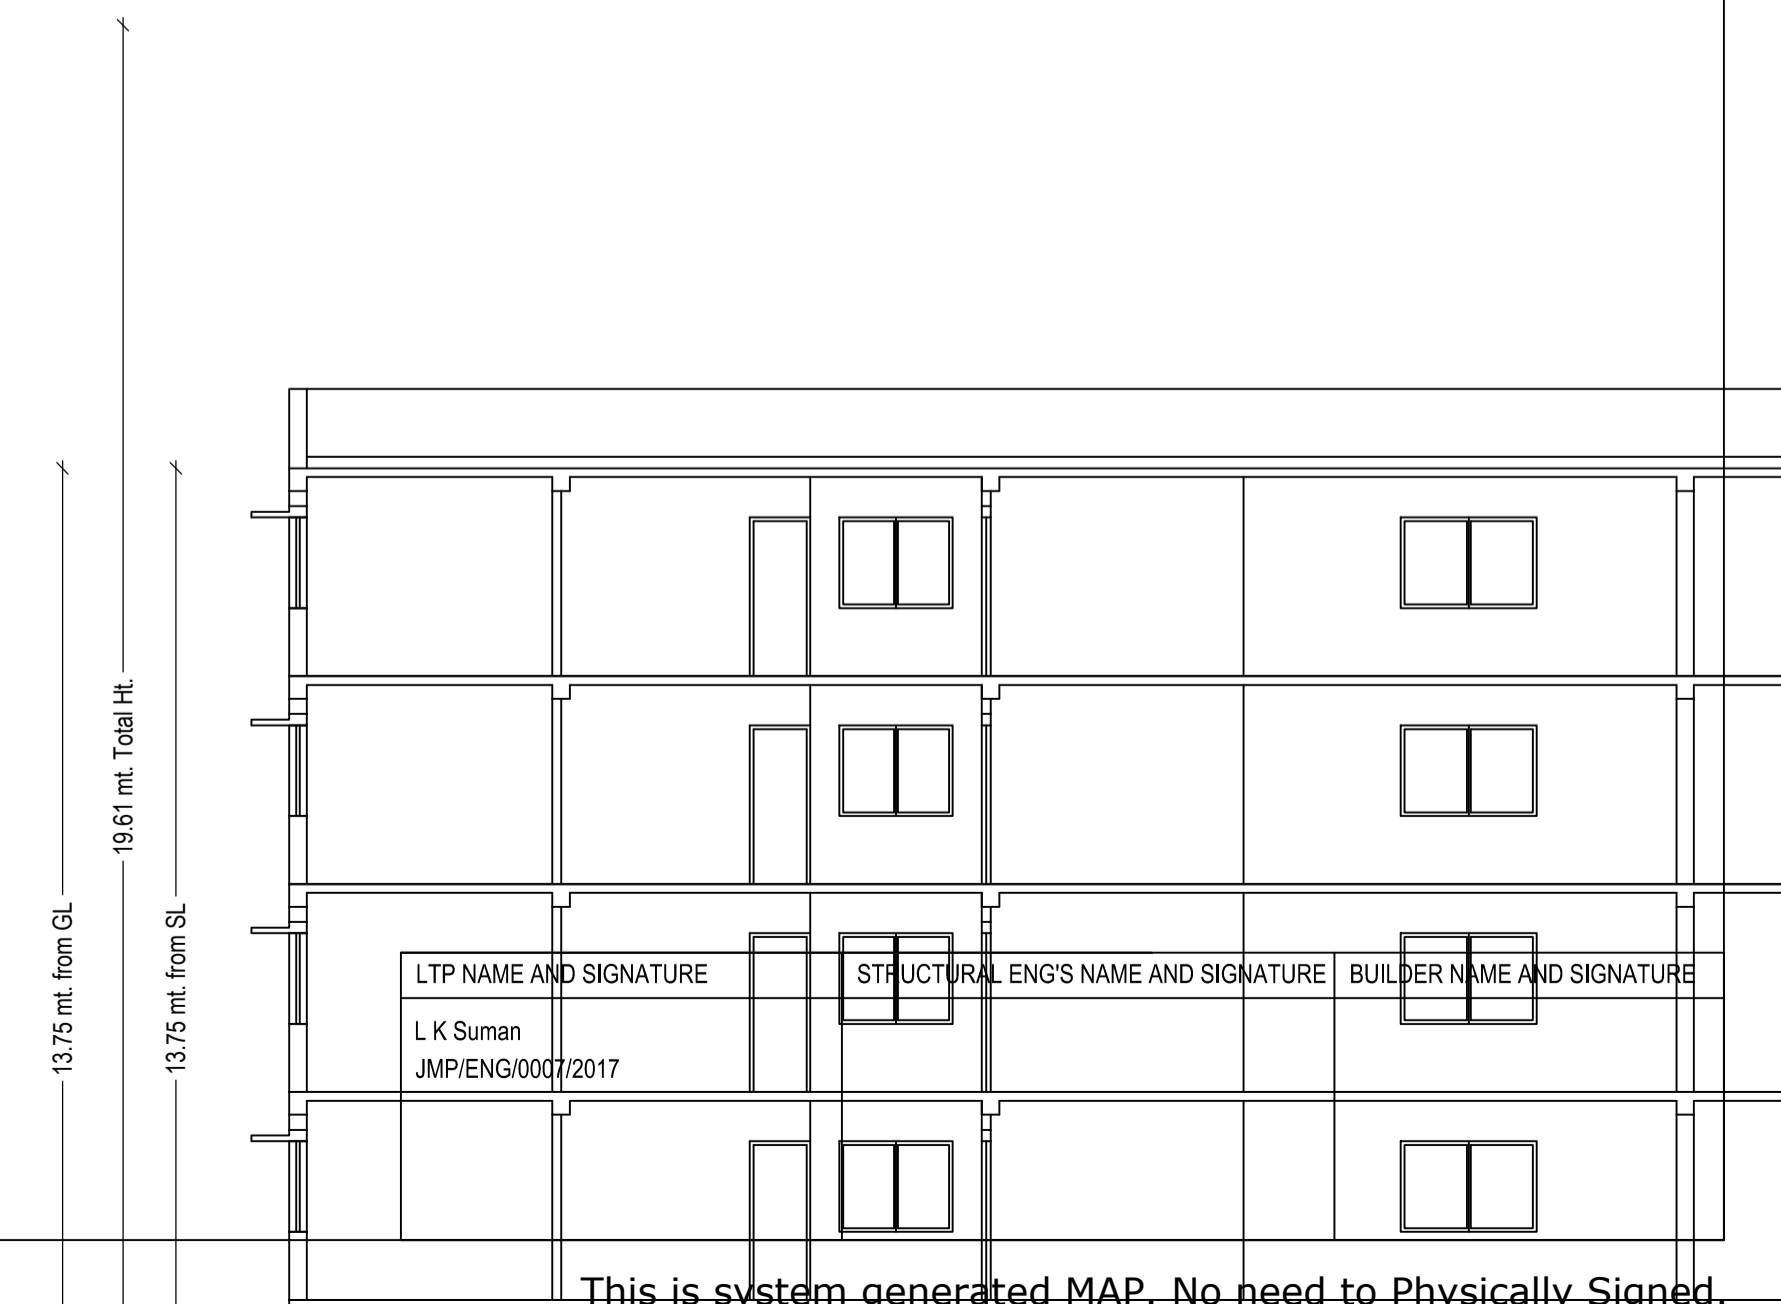 19.61 mt. Total Ht.
13.75 mt. from GL
13.75 mt. from SL
LTP NAME AND SIGNATURE
STRUCTURAL ENG'S NAME AND SIGNATURE
BUILDER NAME AND SIGNATURE
L K Suman
JMP/ENG/0007/2017
This is system generated MAP. No need to Physically Signed.